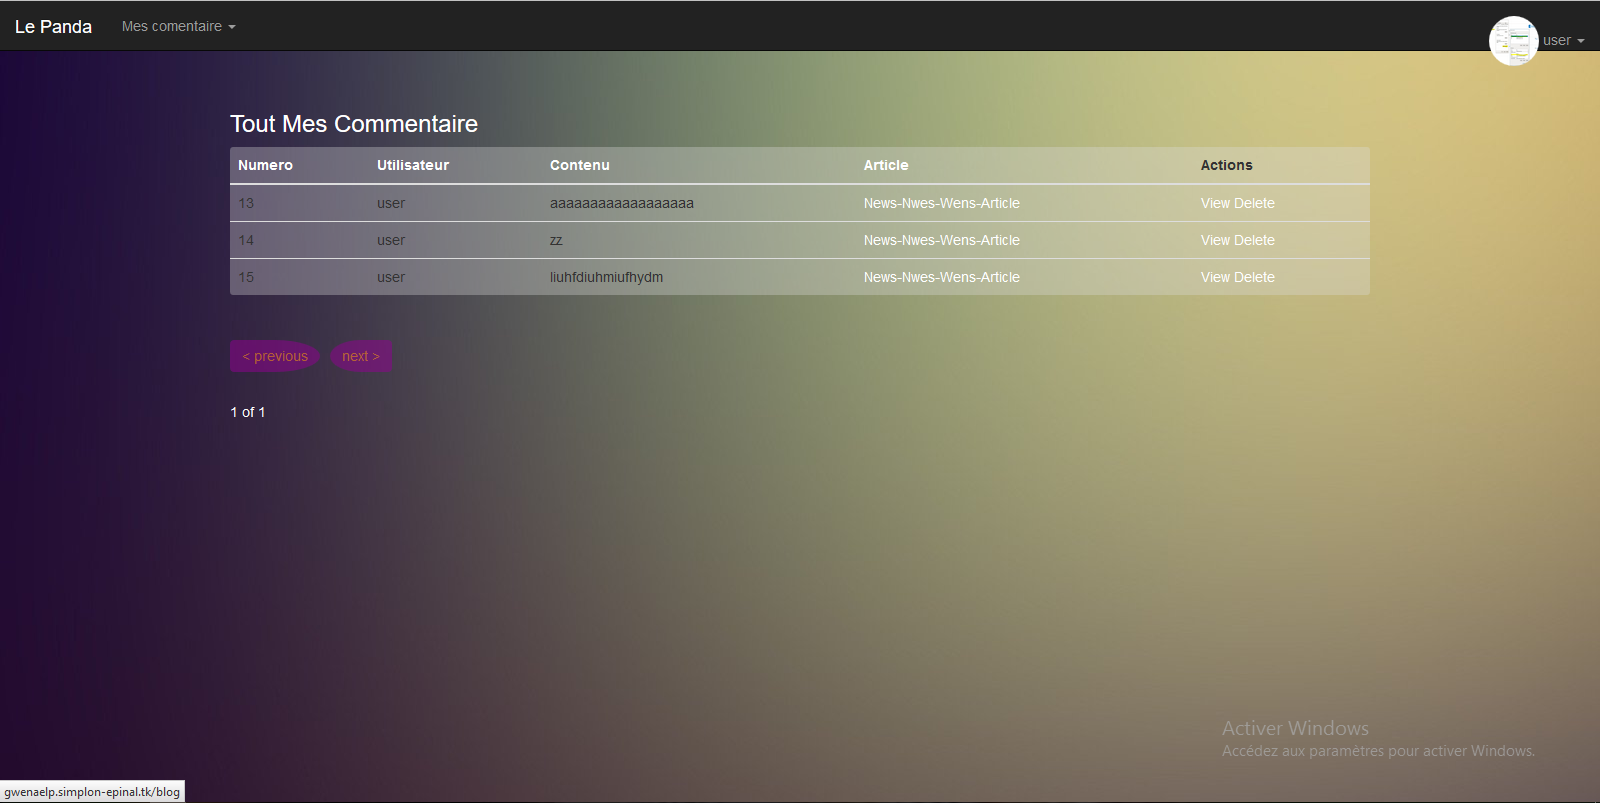 Le Panda Mes comentaire user
Tout Mes Commentaire
Numero Utilisateur Contenu Article Actions
13 user aaaaaaaaaaaaaaaaaa News-Nwes-Wens-Article View Delete
14 user zz News-Nwes-Wens-Article View Delete
15 user liuhfdiuhmiufhydm News-Nwes-Wens-Article View Delete
< previous next >
1 of 1
Activer Windows
Accédez aux paramètres pour activer Windows.
gwenaelp.simplon-epinal.tk/blog